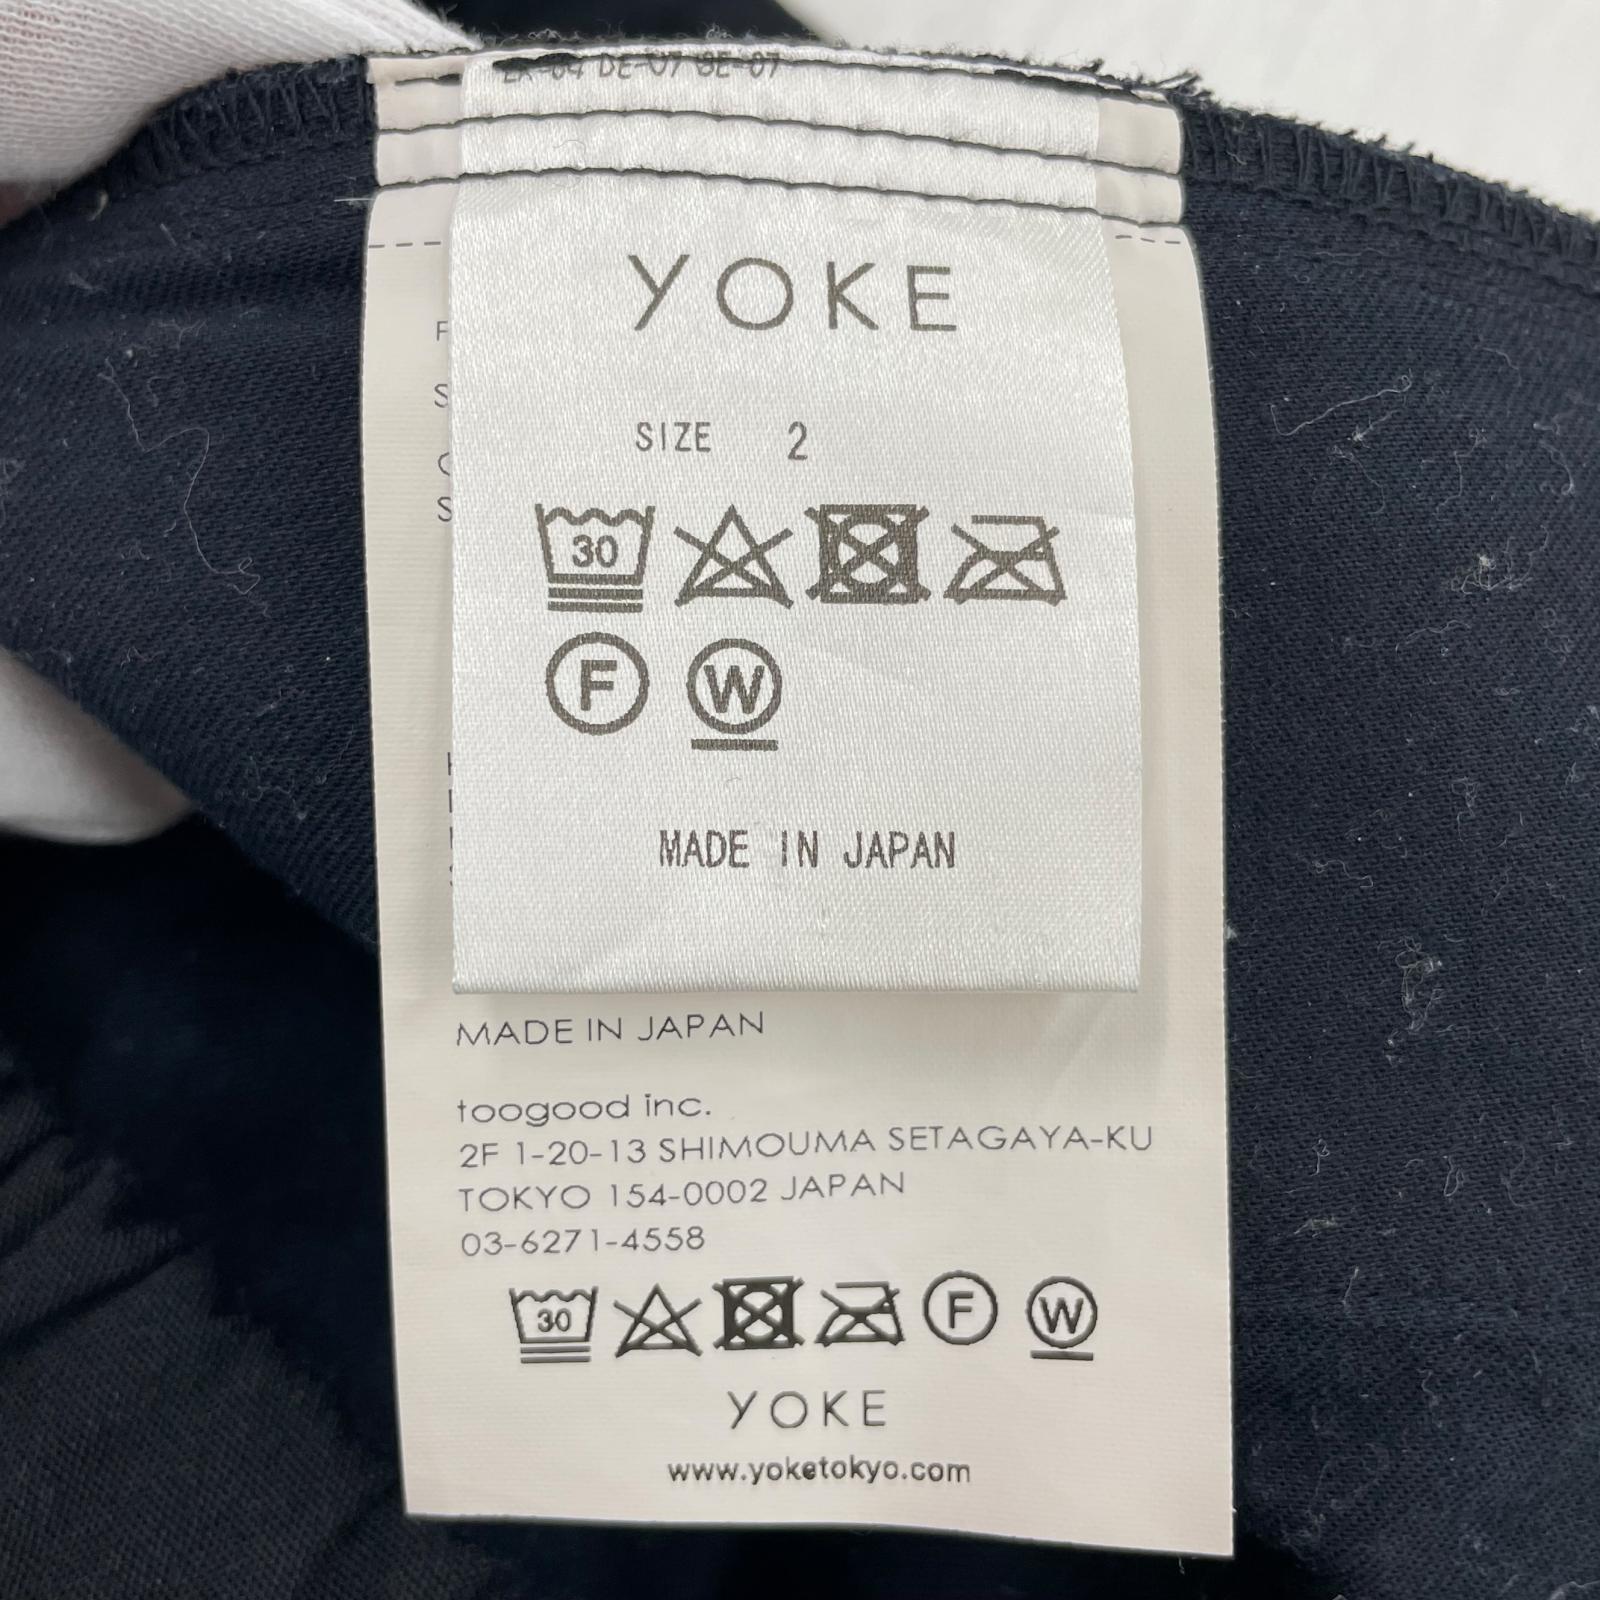 YOKE
SIZE 2
30
F W
MADE IN JAPAN
MADE IN JAPAN
toogood inc.
2F 1-20-13 SHIMOUMA SETAGAYA-KU
TOKYO 154-0002 JAPAN
03-6271-4558
30 F W
YOKE
www.yoketokyo.com